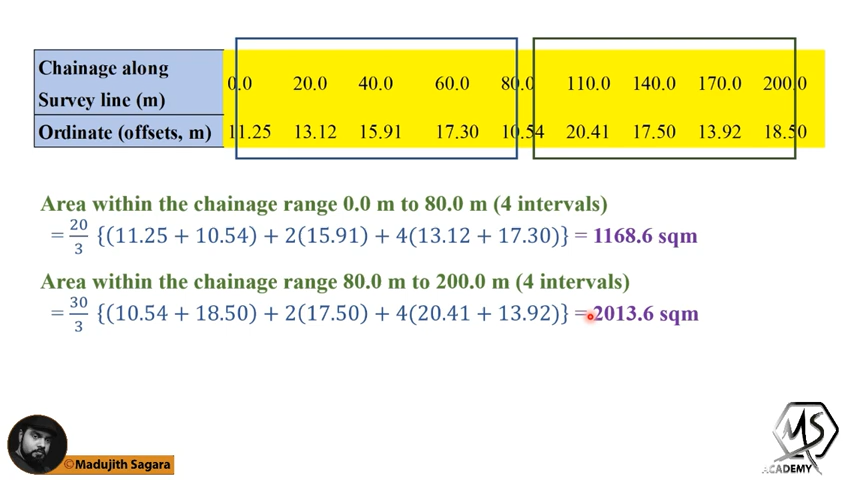 Chainage along
Survey line (m)
0.0 20.0 40.0 60.0 80.0 110.0 140.0 170.0 200.0
Ordinate (offsets, m) 11.25 13.12 15.91 17.30 10.54 20.41 17.50 13.92 18.50
Area within the chainage range 0.0 m to 80.0 m (4 intervals)
= 20/3 {(11.25 + 10.54) + 2(15.91) + 4(13.12 + 17.30)} = 1168.6 sqm
Area within the chainage range 80.0 m to 200.0 m (4 intervals)
= 30/3 {(10.54 + 18.50) + 2(17.50) + 4(20.41 + 13.92)} = 2013.6 sqm
©Madujith Sagara
MS
ACADEMY